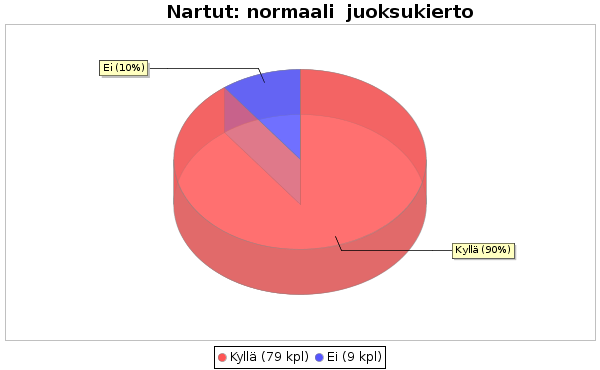 Nartut: normaali juoksukierto
Ei (10%)
Kyllä (90%)
Kyllä (79 kpl) Ei (9 kpl)